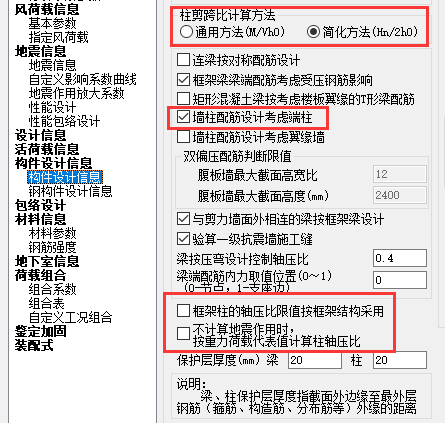 风荷载信息
基本参数
指定风荷载
地震信息
地震信息
自定义影响系数曲线
地震作用放大系数
性能设计
性能包络设计
设计信息
活荷载信息
构件设计信息
构件设计信息
钢构件设计信息
包络设计
材料信息
材料参数
钢筋强度
地下室信息
荷载组合
组合系数
组合表
自定义工况组合
鉴定加固
装配式
柱剪跨比计算方法
通用方法(M/Vh0)
简化方法(Hn/2h0)
连梁按对称配筋设计
框架梁梁端配筋考虑受压钢筋影响
矩形混凝土梁按考虑楼板翼缘的T形梁配筋
墙柱配筋设计考虑端柱
墙柱配筋设计考虑翼缘墙
双偏压配筋判断限值
腹板墙最大截面高宽比 12
腹板墙最大截面高度(mm) 2400
与剪力墙面外相连的梁按框架梁设计
验算一级抗震墙施工缝
梁按压弯设计控制轴压比 0.4
梁端配筋内力取值位置(0~1) 0
(0-节点,1-支座边)
框架柱的轴压比限值按框架结构采用
不计算地震作用时,
按重力荷载代表值计算柱轴压比
保护层厚度(mm) 梁 20 柱 20
说明:
梁、柱保护层厚度指截面外边缘至最外层
钢筋（箍筋、构造筋、分布筋等）外缘的距离